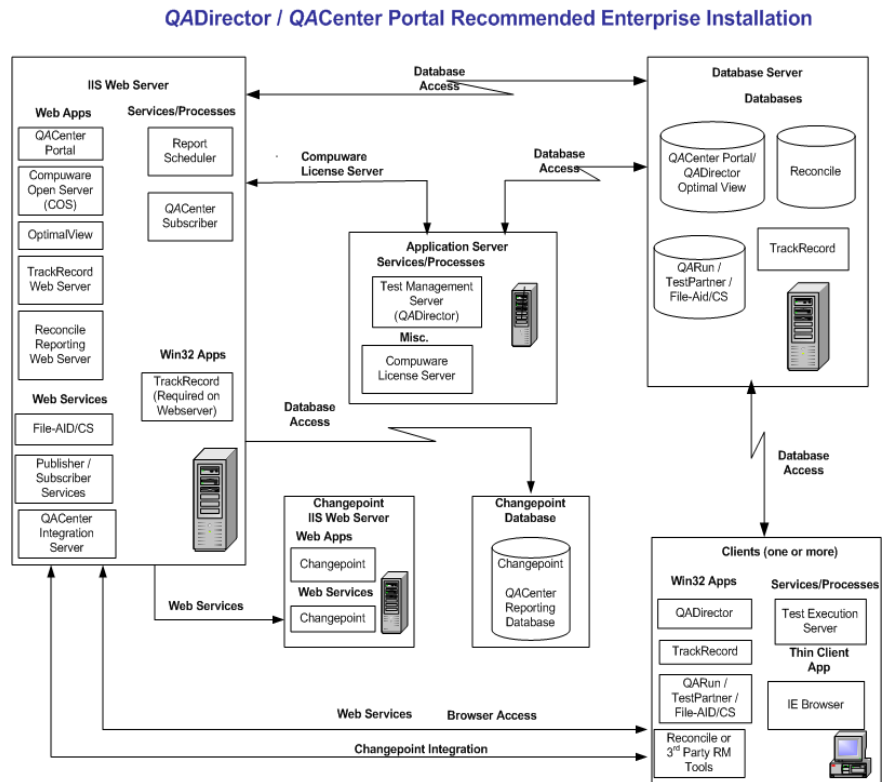 QADirector / QACenter Portal Recommended Enterprise Installation
IIS Web Server
Web Apps
QACenter
Portal
Compuware
Open Server
(COS)
OptimalView
TrackRecord
Web Server
Reconcile
Reporting
Web Server
Web Services
File-AID/CS
Publisher /
Subscriber
Services
QACenter
Integration
Server
Services/Processes
Report
Scheduler
QACenter
Subscriber
Win32 Apps
TrackRecord
(Required on
Webserver)
Database
Access
Compuware
License Server
Database
Access
Application Server
Services/Processes
Test Management
Server
(QADirector)
Misc.
Compuware
License Server
Database Server
Databases
QACenter Portal/
QADirector
Optimal View
Reconcile
QARun /
TestPartner /
File-Aid/CS
TrackRecord
Database
Access
Database
Access
Changepoint
IIS Web Server
Web Apps
Changepoint
Web Services
Changepoint
Changepoint
Database
Changepoint
QACenter
Reporting
Database
Web Services
Clients (one or more)
Win32 Apps
QADirector
TrackRecord
QARun /
TestPartner /
File-AID/CS
Reconcile or
3rd Party RM
Tools
Services/Processes
Test Execution
Server
Thin Client
App
IE Browser
Web Services
Browser Access
Changepoint Integration